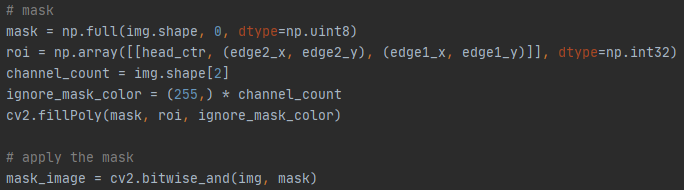 # mask
mask = np.full(img.shape, 0, dtype=np.uint8)
roi = np.array([[head_ctr, (edge2_x, edge2_y), (edge1_x, edge1_y)]], dtype=np.int32)
channel_count = img.shape[2]
ignore_mask_color = (255,) * channel_count
cv2.fillPoly(mask, roi, ignore_mask_color)

# apply the mask
mask_image = cv2.bitwise_and(img, mask)